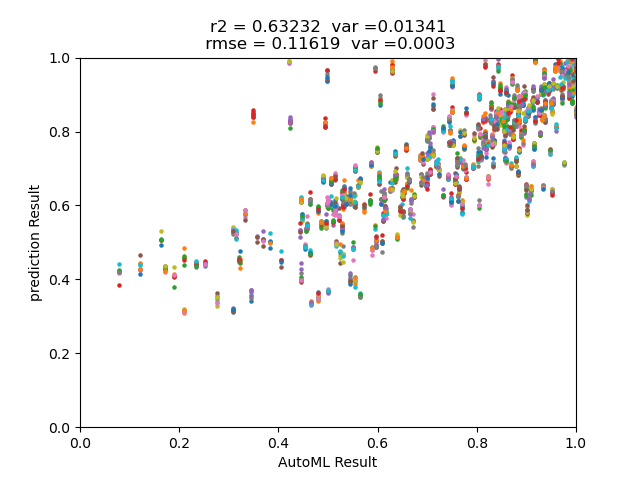 r2 = 0.63232  var =0.01341
rmse = 0.11619  var =0.0003
1.0
0.8
0.6
0.4
0.2
0.0
prediction Result
0.0 0.2 0.4 0.6 0.8 1.0
AutoML Result